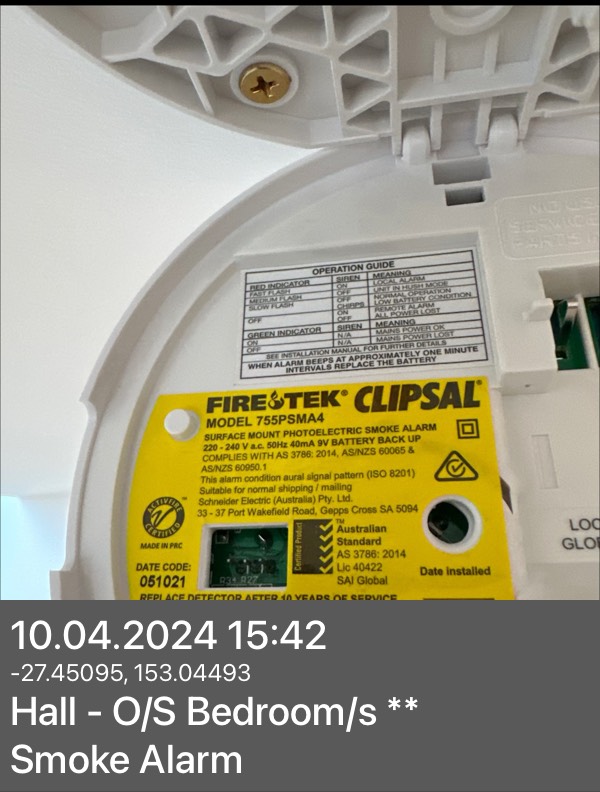 OPERATION GUIDE
RED INDICATOR SIREN MEANING
FAST FLASH ON LOCAL ALARM
MEDIUM FLASH OFF UNIT IN HUSH MODE
SLOW FLASH OFF NORMAL OPERATION
CHIRPS LOW BATTERY CONDITION
OFF ON REMOTE ALARM
OFF ALL POWER LOST
GREEN INDICATOR SIREN MEANING
ON N/A MAINS POWER OK
OFF N/A MAINS POWER LOST
SEE INSTALLATION MANUAL FOR FURTHER DETAILS
WHEN ALARM BEEPS AT APPROXIMATELY ONE MINUTE
INTERVALS REPLACE THE BATTERY
FIRETEK® CLIPSAL®
MODEL 755PSMA4
SURFACE MOUNT PHOTOELECTRIC SMOKE ALARM
220 - 240 V a.c. 50Hz 40mA 9V BATTERY BACK UP
COMPLIES WITH AS 3786: 2014, AS/NZS 60065 &
AS/NZS 60950.1
This alarm condition aural signal pattern (ISO 8201)
Suitable for normal shipping / mailing
Schneider Electric (Australia) Pty. Ltd.
33 - 37 Port Wakefield Road, Gepps Cross SA 5094
ACTIVFIRE CERTIFIED
MADE IN PRC
DATE CODE:
051021
Certified Product
™
Australian
Standard
AS 3786: 2014
Lic 40422
SAI Global
Date installed
REPLACE DETECTOR AFTER 10 YEARS OF SERVICE
LOC
GLO
10.04.2024 15:42
-27.45095, 153.04493
Hall - O/S Bedroom/s **
Smoke Alarm